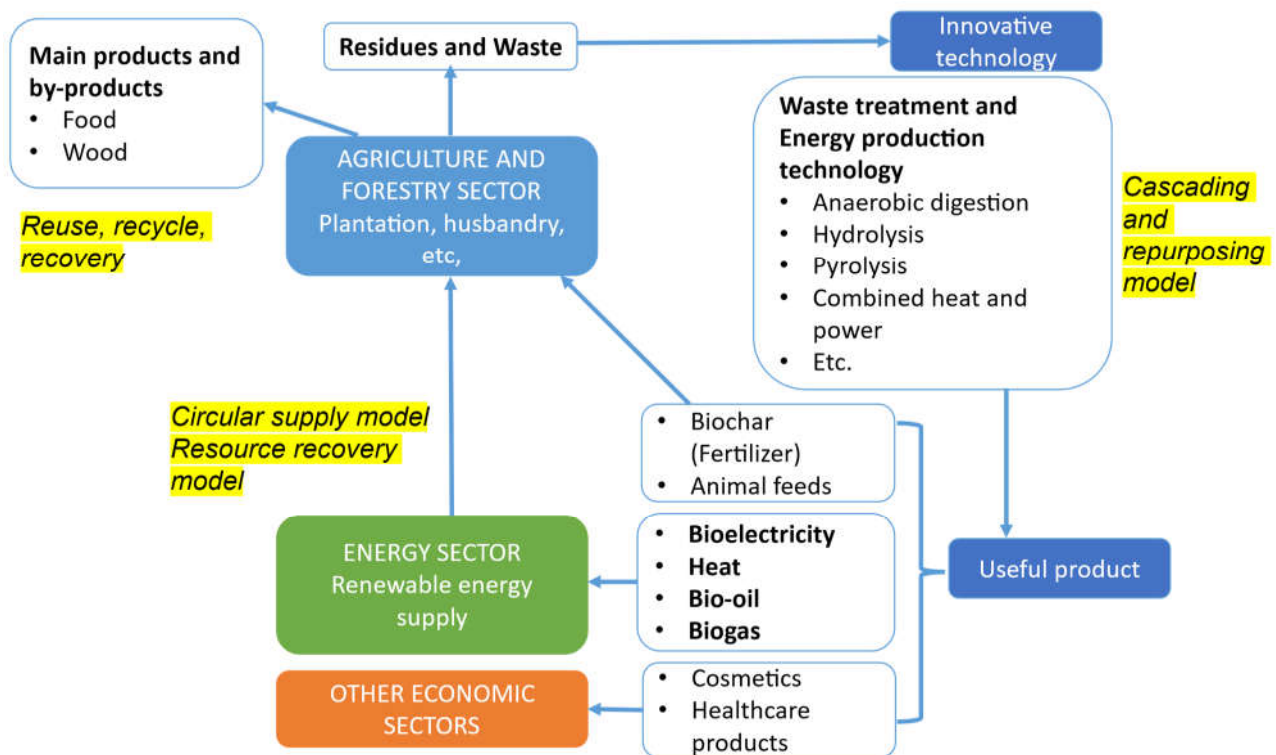 Main products and
by-products
• Food
• Wood
Residues and Waste
Innovative
technology
AGRICULTURE AND
FORESTRY SECTOR
Plantation, husbandry,
etc,
Waste treatment and
Energy production
technology
• Anaerobic digestion
• Hydrolysis
• Pyrolysis
• Combined heat and
power
• Etc.
Cascading
and
repurposing
model
Reuse, recycle,
recovery
Circular supply model
Resource recovery
model
• Biochar
(Fertilizer)
• Animal feeds
ENERGY SECTOR
Renewable energy
supply
• Bioelectricity
• Heat
• Bio-oil
• Biogas
Useful product
OTHER ECONOMIC
SECTORS
• Cosmetics
• Healthcare
products